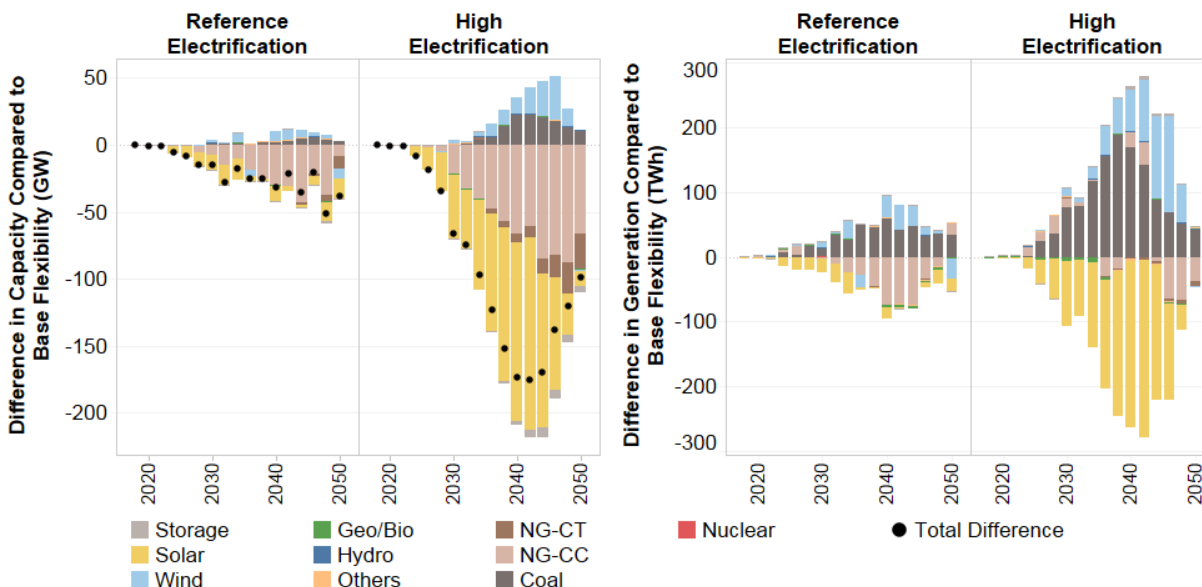 Reference
Electrification
High
Electrification
Difference in Capacity Compared to
Base Flexibility (GW)
50
0
-50
-100
-150
-200
2020
2030
2040
2050
2020
2030
2040
2050
Reference
Electrification
High
Electrification
Difference in Generation Compared to
Base Flexibility (TWh)
300
200
100
0
-100
-200
-300
2020
2030
2040
2050
2020
2030
2040
2050
Storage
Geo/Bio
NG-CT
Nuclear
Total Difference
Solar
Hydro
NG-CC
Wind
Others
Coal